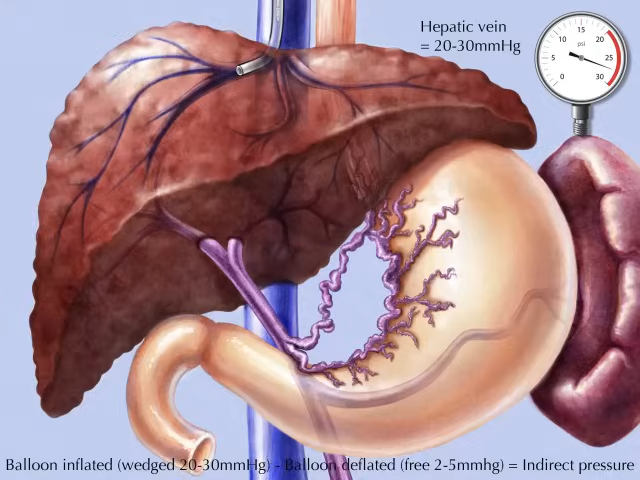 Hepatic vein
= 20-30mmHg
15
10
20
psi
5
25
0
30
Balloon inflated (wedged 20-30mmHg) - Balloon deflated (free 2-5mmhg) = Indirect pressure